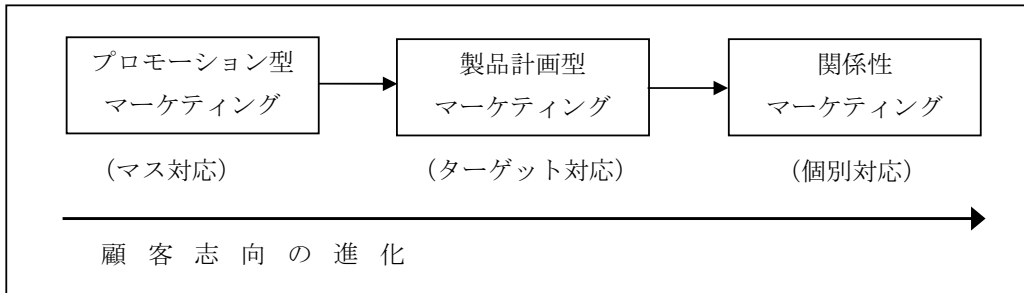 プロモーション型
マーケティング
製品計画型
マーケティング
関係性
マーケティング
(マス対応)
(ターゲット対応)
(個別対応)
顧客志向の進化